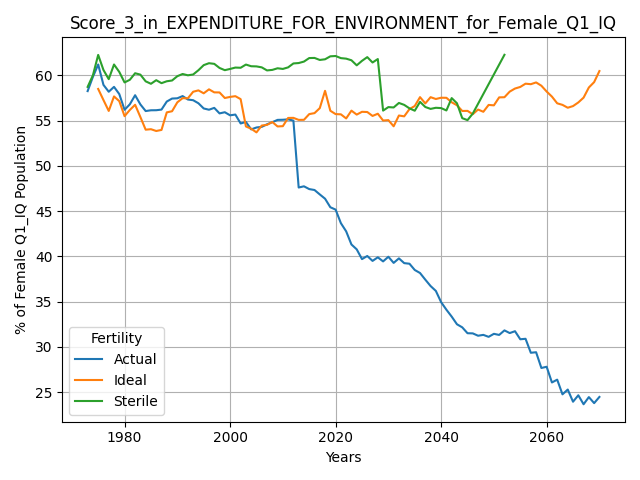 Score_3_in_EXPENDITURE_FOR_ENVIRONMENT_for_Female_Q1_IQ
% of Female Q1_IQ Population
60
55
50
45
40
35
30
25
Fertility
Actual
Ideal
Sterile
1980
2000
2020
2040
2060
Years